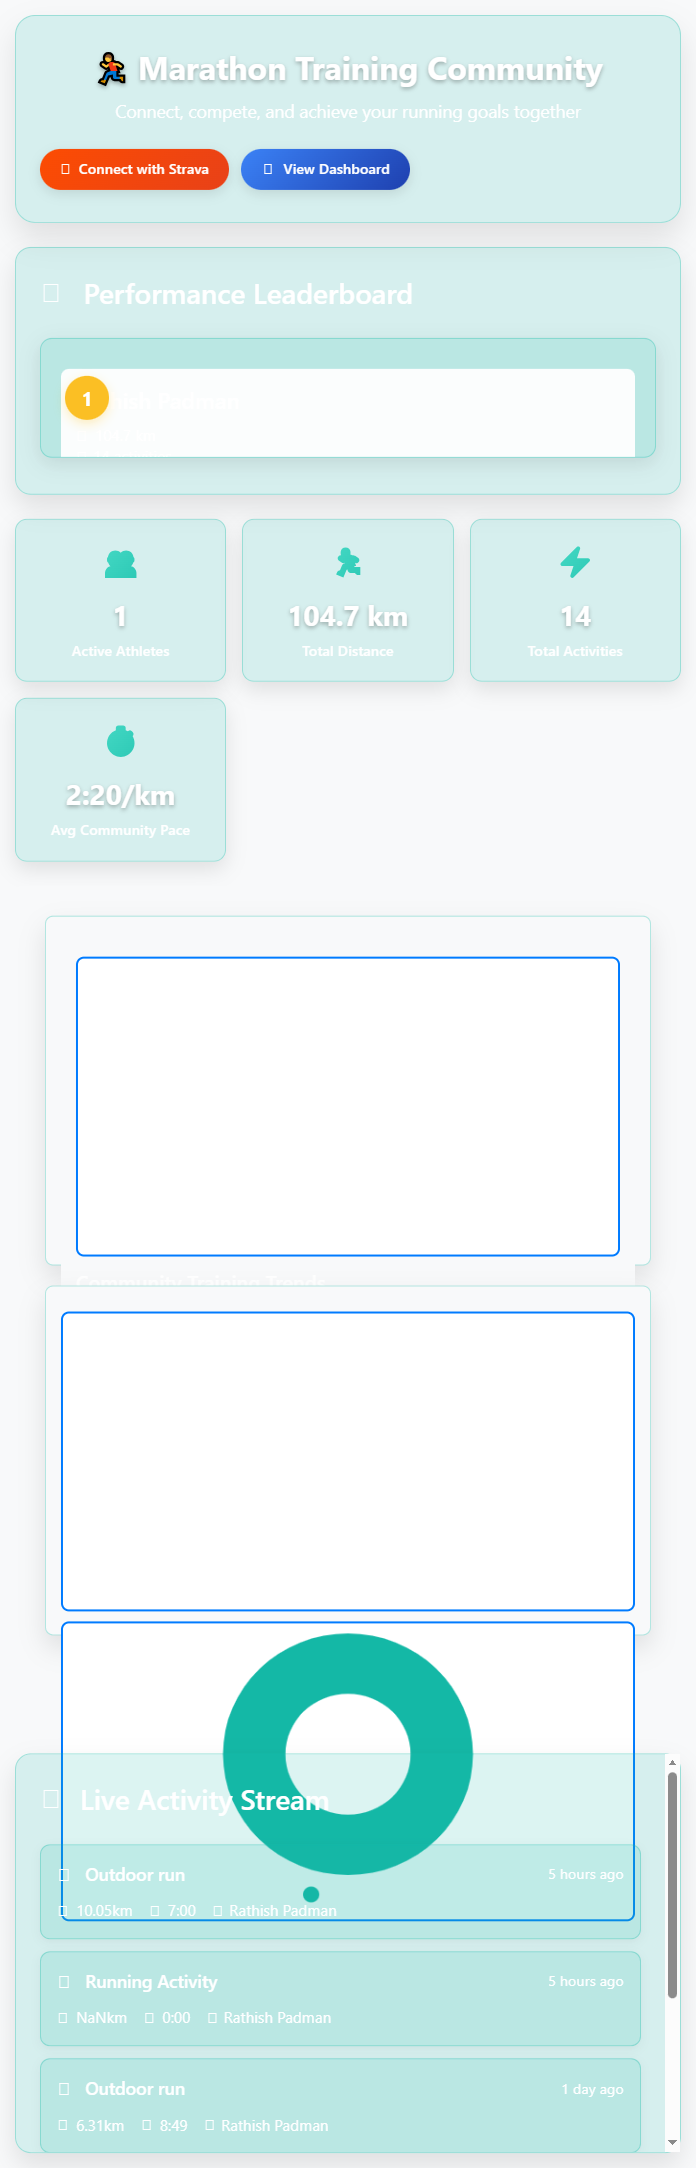 Marathon Training Community
Connect, compete, and achieve your running goals together
Connect with Strava
View Dashboard
Performance Leaderboard
1
Padman
1
Active Athletes
104.7 km
Total Distance
14
Total Activities
2:20/km
Avg Community Pace
Community Training Trends
Live Activity Stream
Outdoor run
5 hours ago
10.05km 7:00 Rathish Padman
Running Activity
5 hours ago
NaNkm 0:00 Rathish Padman
Outdoor run
1 day ago
6.31km 8:49 Rathish Padman